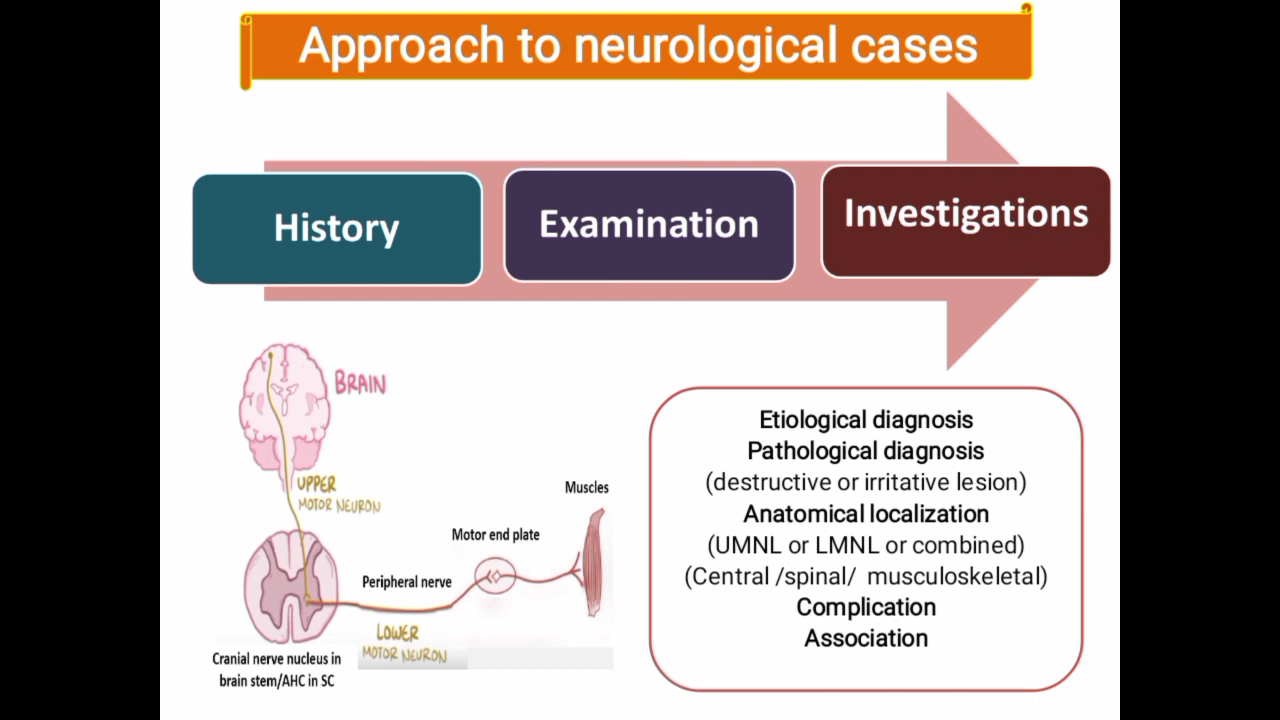 Approach to neurological cases
History
Examination
Investigations
BRAIN
UPPER
MOTOR NEURON
Muscles
Motor end plate
Peripheral nerve
LOWER
MOTOR NEURON
Cranial nerve nucleus in
brain stem/AHC in SC
Etiological diagnosis
Pathological diagnosis
(destructive or irritative lesion)
Anatomical localization
(UMNL or LMNL or combined)
(Central /spinal/ musculoskeletal)
Complication
Association